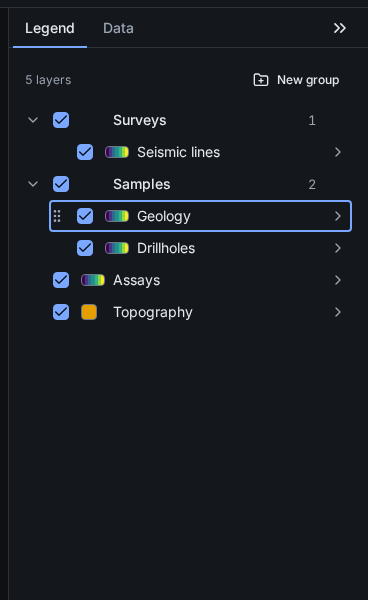 Legend Data
5 layers New group
Surveys 1
Seismic lines
Samples 2
Geology
Drillholes
Assays
Topography